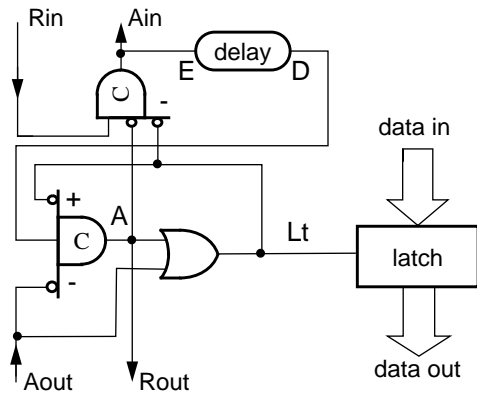 Rin
Ain
E
delay
D
C
-
data in
+
A
C
Lt
latch
-
Aout
Rout
data out